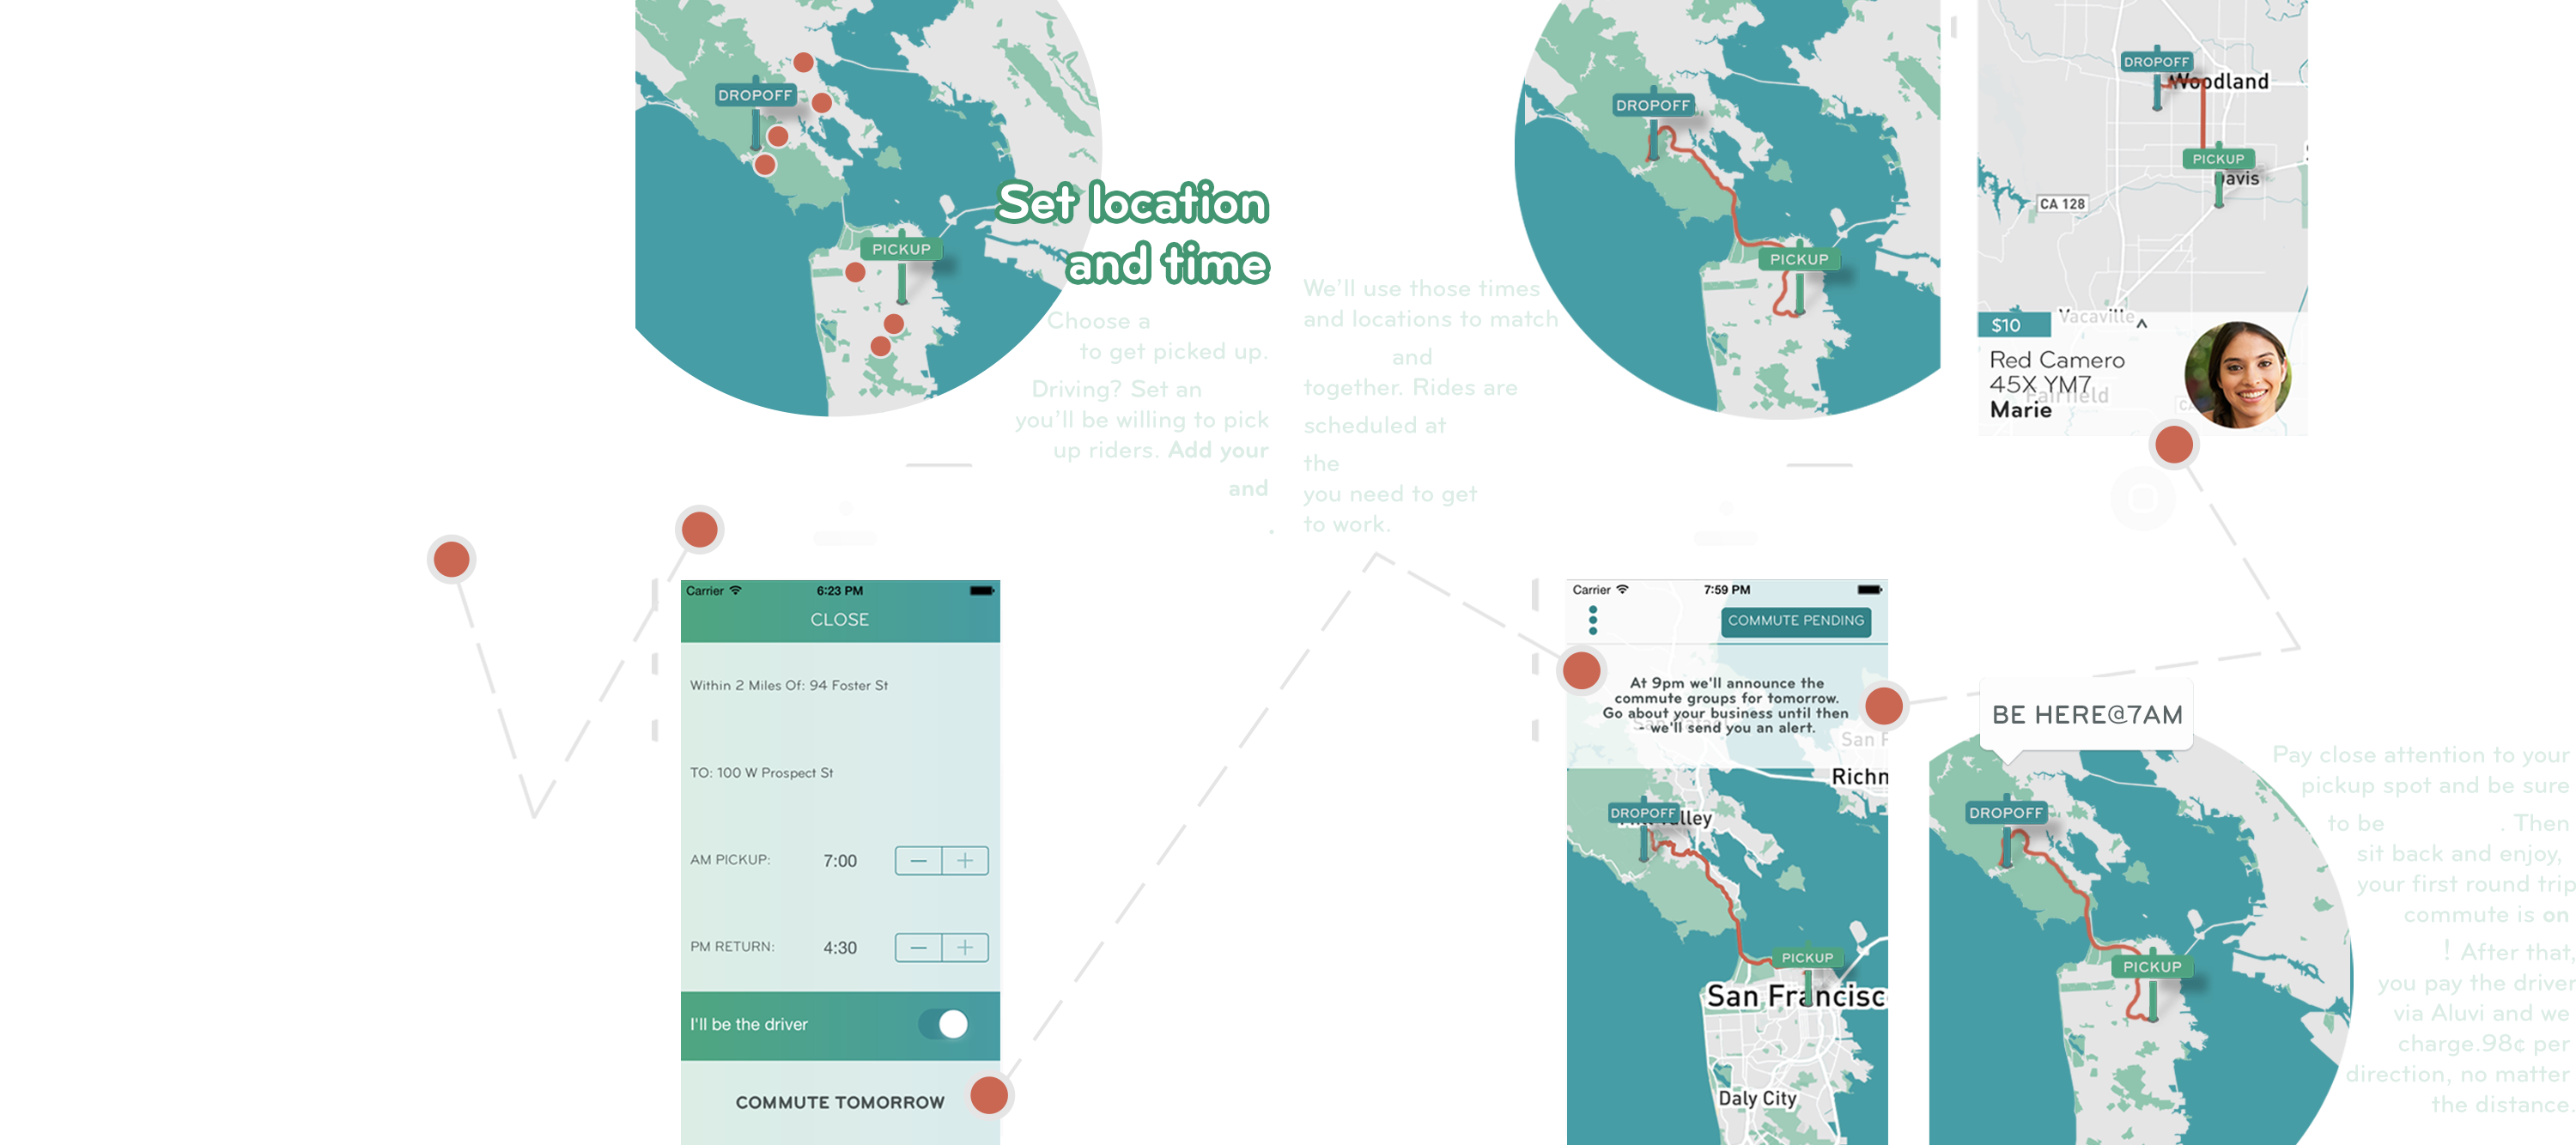 DROPOFF
PICKUP
Set location
and time
Choose a
to get picked up.
Driving? Set an
you'll be willing to pick
up riders. Add your
and
.
We'll use those times
and locations to match
and
together. Rides are
scheduled at
the
you need to get
to work.
DROPOFF
PICKUP
DROPOFF
Woodland
PICKUP
Davis
CA 128
Vacaville
$10
Red Camero
45X YM7
Fairfield
Marie
Carrier
6:23 PM
CLOSE
Within 2 Miles Of: 94 Foster St
TO: 100 W Prospect St
AM PICKUP: 7:00 − +
PM RETURN: 4:30 − +
I'll be the driver
COMMUTE TOMORROW
Carrier
7:59 PM
COMMUTE PENDING
At 9pm we'll announce the
commute groups for tomorrow.
Go about your business until then
- we'll send you an alert.
San F
Richm
DROPOFF
lley
PICKUP
San Francisc
Daly City
BE HERE@7AM
DROPOFF
PICKUP
Pay close attention to your
pickup spot and be sure
to be . Then
sit back and enjoy,
your first round trip
commute is on
! After that,
you pay the driver
via Aluvi and we
charge.98¢ per
direction, no matter
the distance.